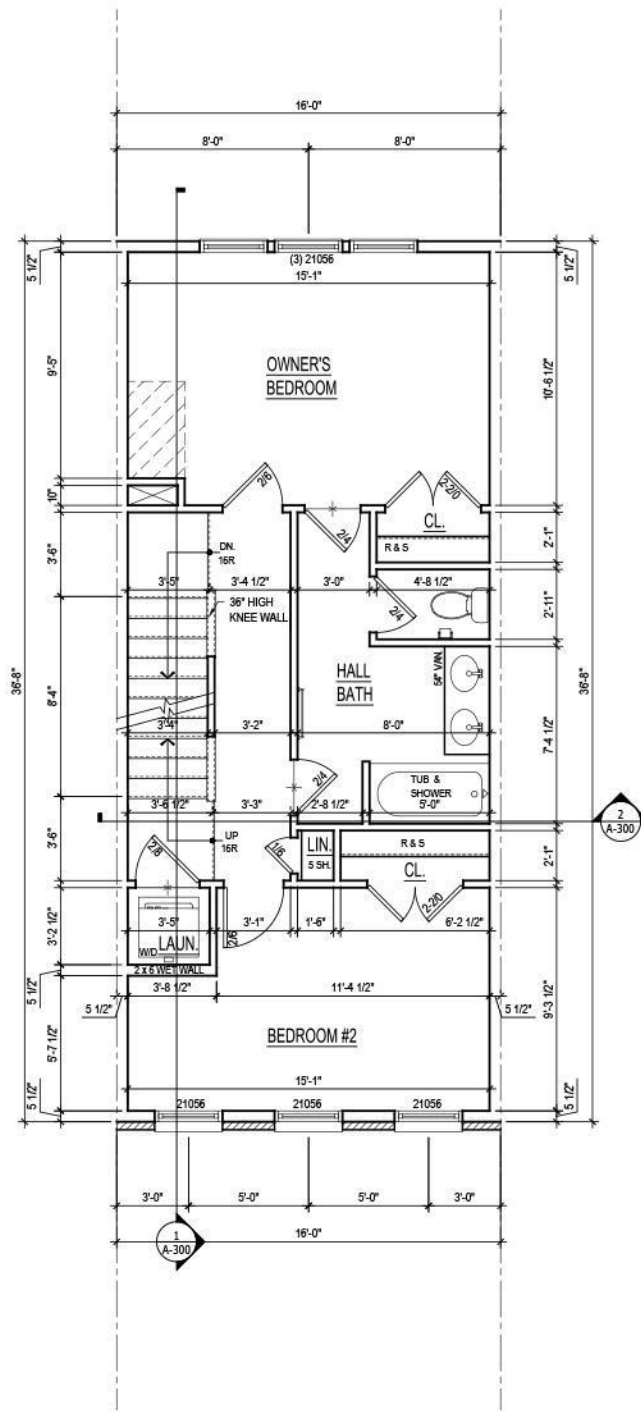 16'-0"
8'-0" 8'-0"
5 1/2" 5 1/2"
(3) 21056
15'-1"
9'-5"
10'-6 1/2"
OWNER'S
BEDROOM
2/6
2-2/0
10"
2/4
CL.
R & S
2'-1"
DN.
16R
3'-6"
3'-5" 3'-4 1/2" 3'-0" 4'-8 1/2"
36" HIGH
KNEE WALL
2/4
2'-11"
36'-8" 36'-8"
8'-4"
HALL
BATH
54" VAN.
7'-4 1/2"
3'-4" 3'-2" 8'-0"
2/4
TUB &
SHOWER
3'-6 1/2" 3'-3" 2'-8 1/2" 5'-0"
2
A-300
UP
16R
3'-6"
2/8
1/6
LIN.
5 SH.
R & S
CL.
2'-1"
2-2/0
3'-2 1/2"
3'-5" 3'-1" 1'-6" 6'-2 1/2"
2/6
W/D
LAUN.
2 x 6 WET WALL
5 1/2"
3'-8 1/2" 11'-4 1/2"
9'-3 1/2"
5 1/2" 5 1/2"
5'-7 1/2"
BEDROOM #2
15'-1"
5 1/2" 5 1/2"
21056 21056 21056
3'-0" 5'-0" 5'-0" 3'-0"
16'-0"
1
A-300